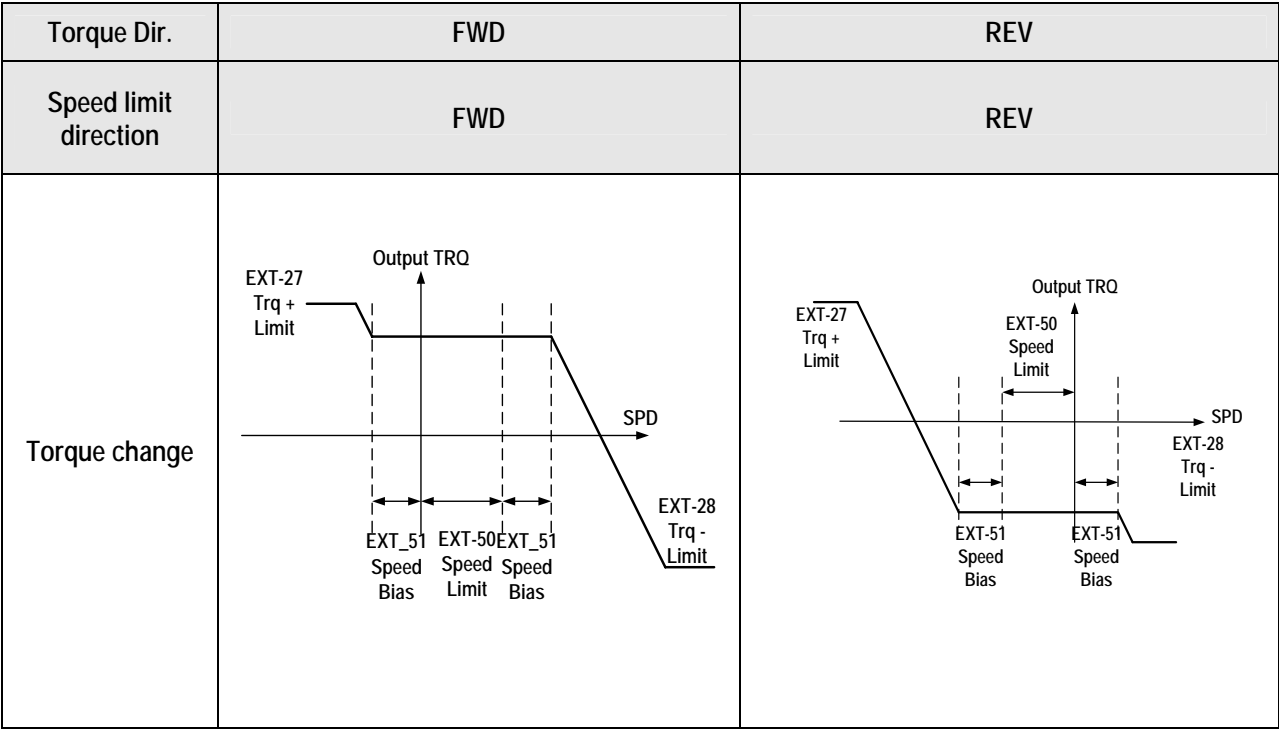 Torque Dir.
FWD
REV
Speed limit
direction
FWD
REV
Torque change
Output TRQ
EXT-27
Trq +
Limit
SPD
EXT-28
Trq -
Limit
EXT_51
Speed
Bias
EXT-50
Speed
Limit
EXT_51
Speed
Bias
Output TRQ
EXT-27
Trq +
Limit
EXT-50
Speed
Limit
SPD
EXT-28
Trq -
Limit
EXT-51
Speed
Bias
EXT-51
Speed
Bias